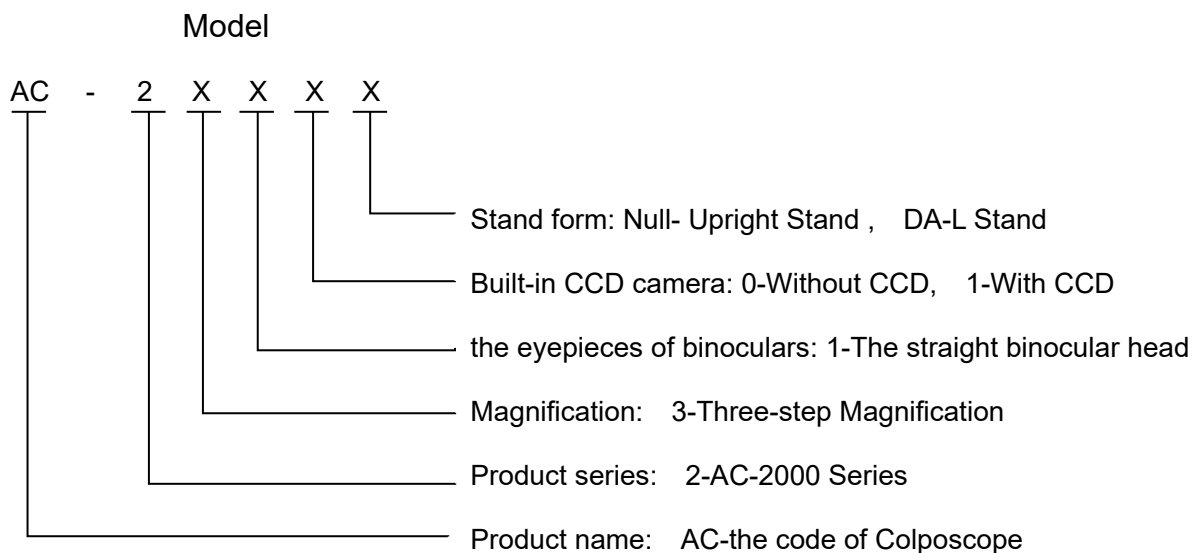 Model
AC - 2 X X X X
Stand form: Null- Upright Stand , DA-L Stand
Built-in CCD camera: 0-Without CCD, 1-With CCD
the eyepieces of binoculars: 1-The straight binocular head
Magnification: 3-Three-step Magnification
Product series: 2-AC-2000 Series
Product name: AC-the code of Colposcope